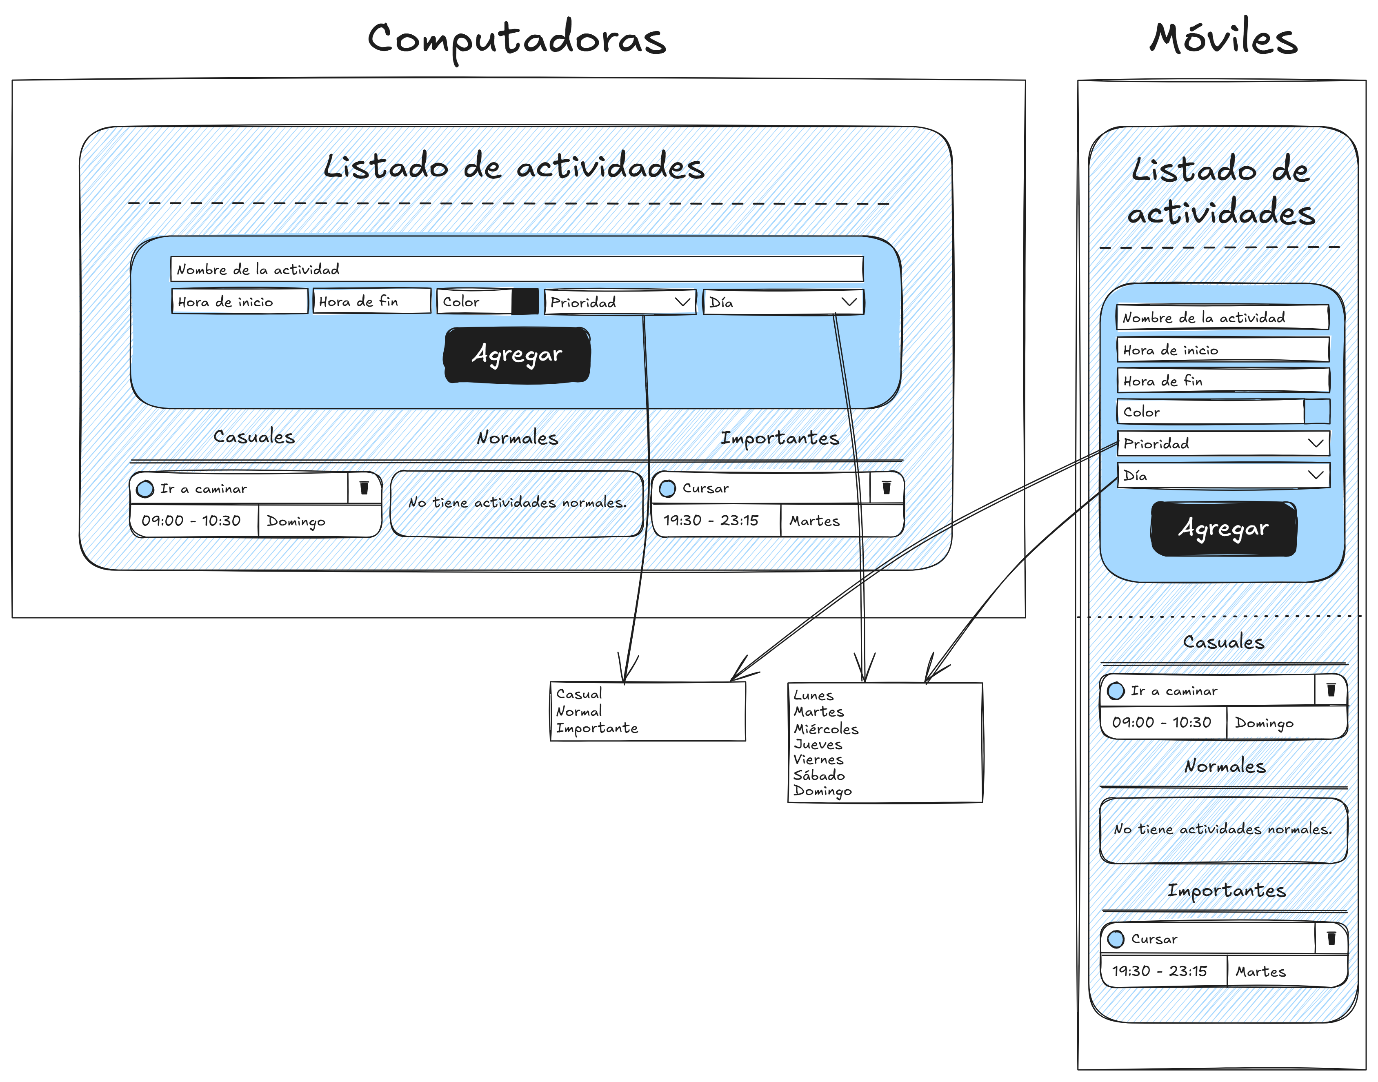 Computadoras
Listado de actividades
Nombre de la actividad
Hora de inicio
Hora de fin
Color
Prioridad
Día
Agregar
Casuales
Normales
Importantes
Ir a caminar
09:00 - 10:30
Domingo
No tiene actividades normales.
Cursar
19:30 - 23:15
Martes
Casual
Normal
Importante
Lunes
Martes
Miércoles
Jueves
Viernes
Sábado
Domingo
Móviles
Listado de
actividades
Nombre de la actividad
Hora de inicio
Hora de fin
Color
Prioridad
Día
Agregar
Casuales
Ir a caminar
09:00 - 10:30
Domingo
Normales
No tiene actividades normales.
Importantes
Cursar
19:30 - 23:15
Martes